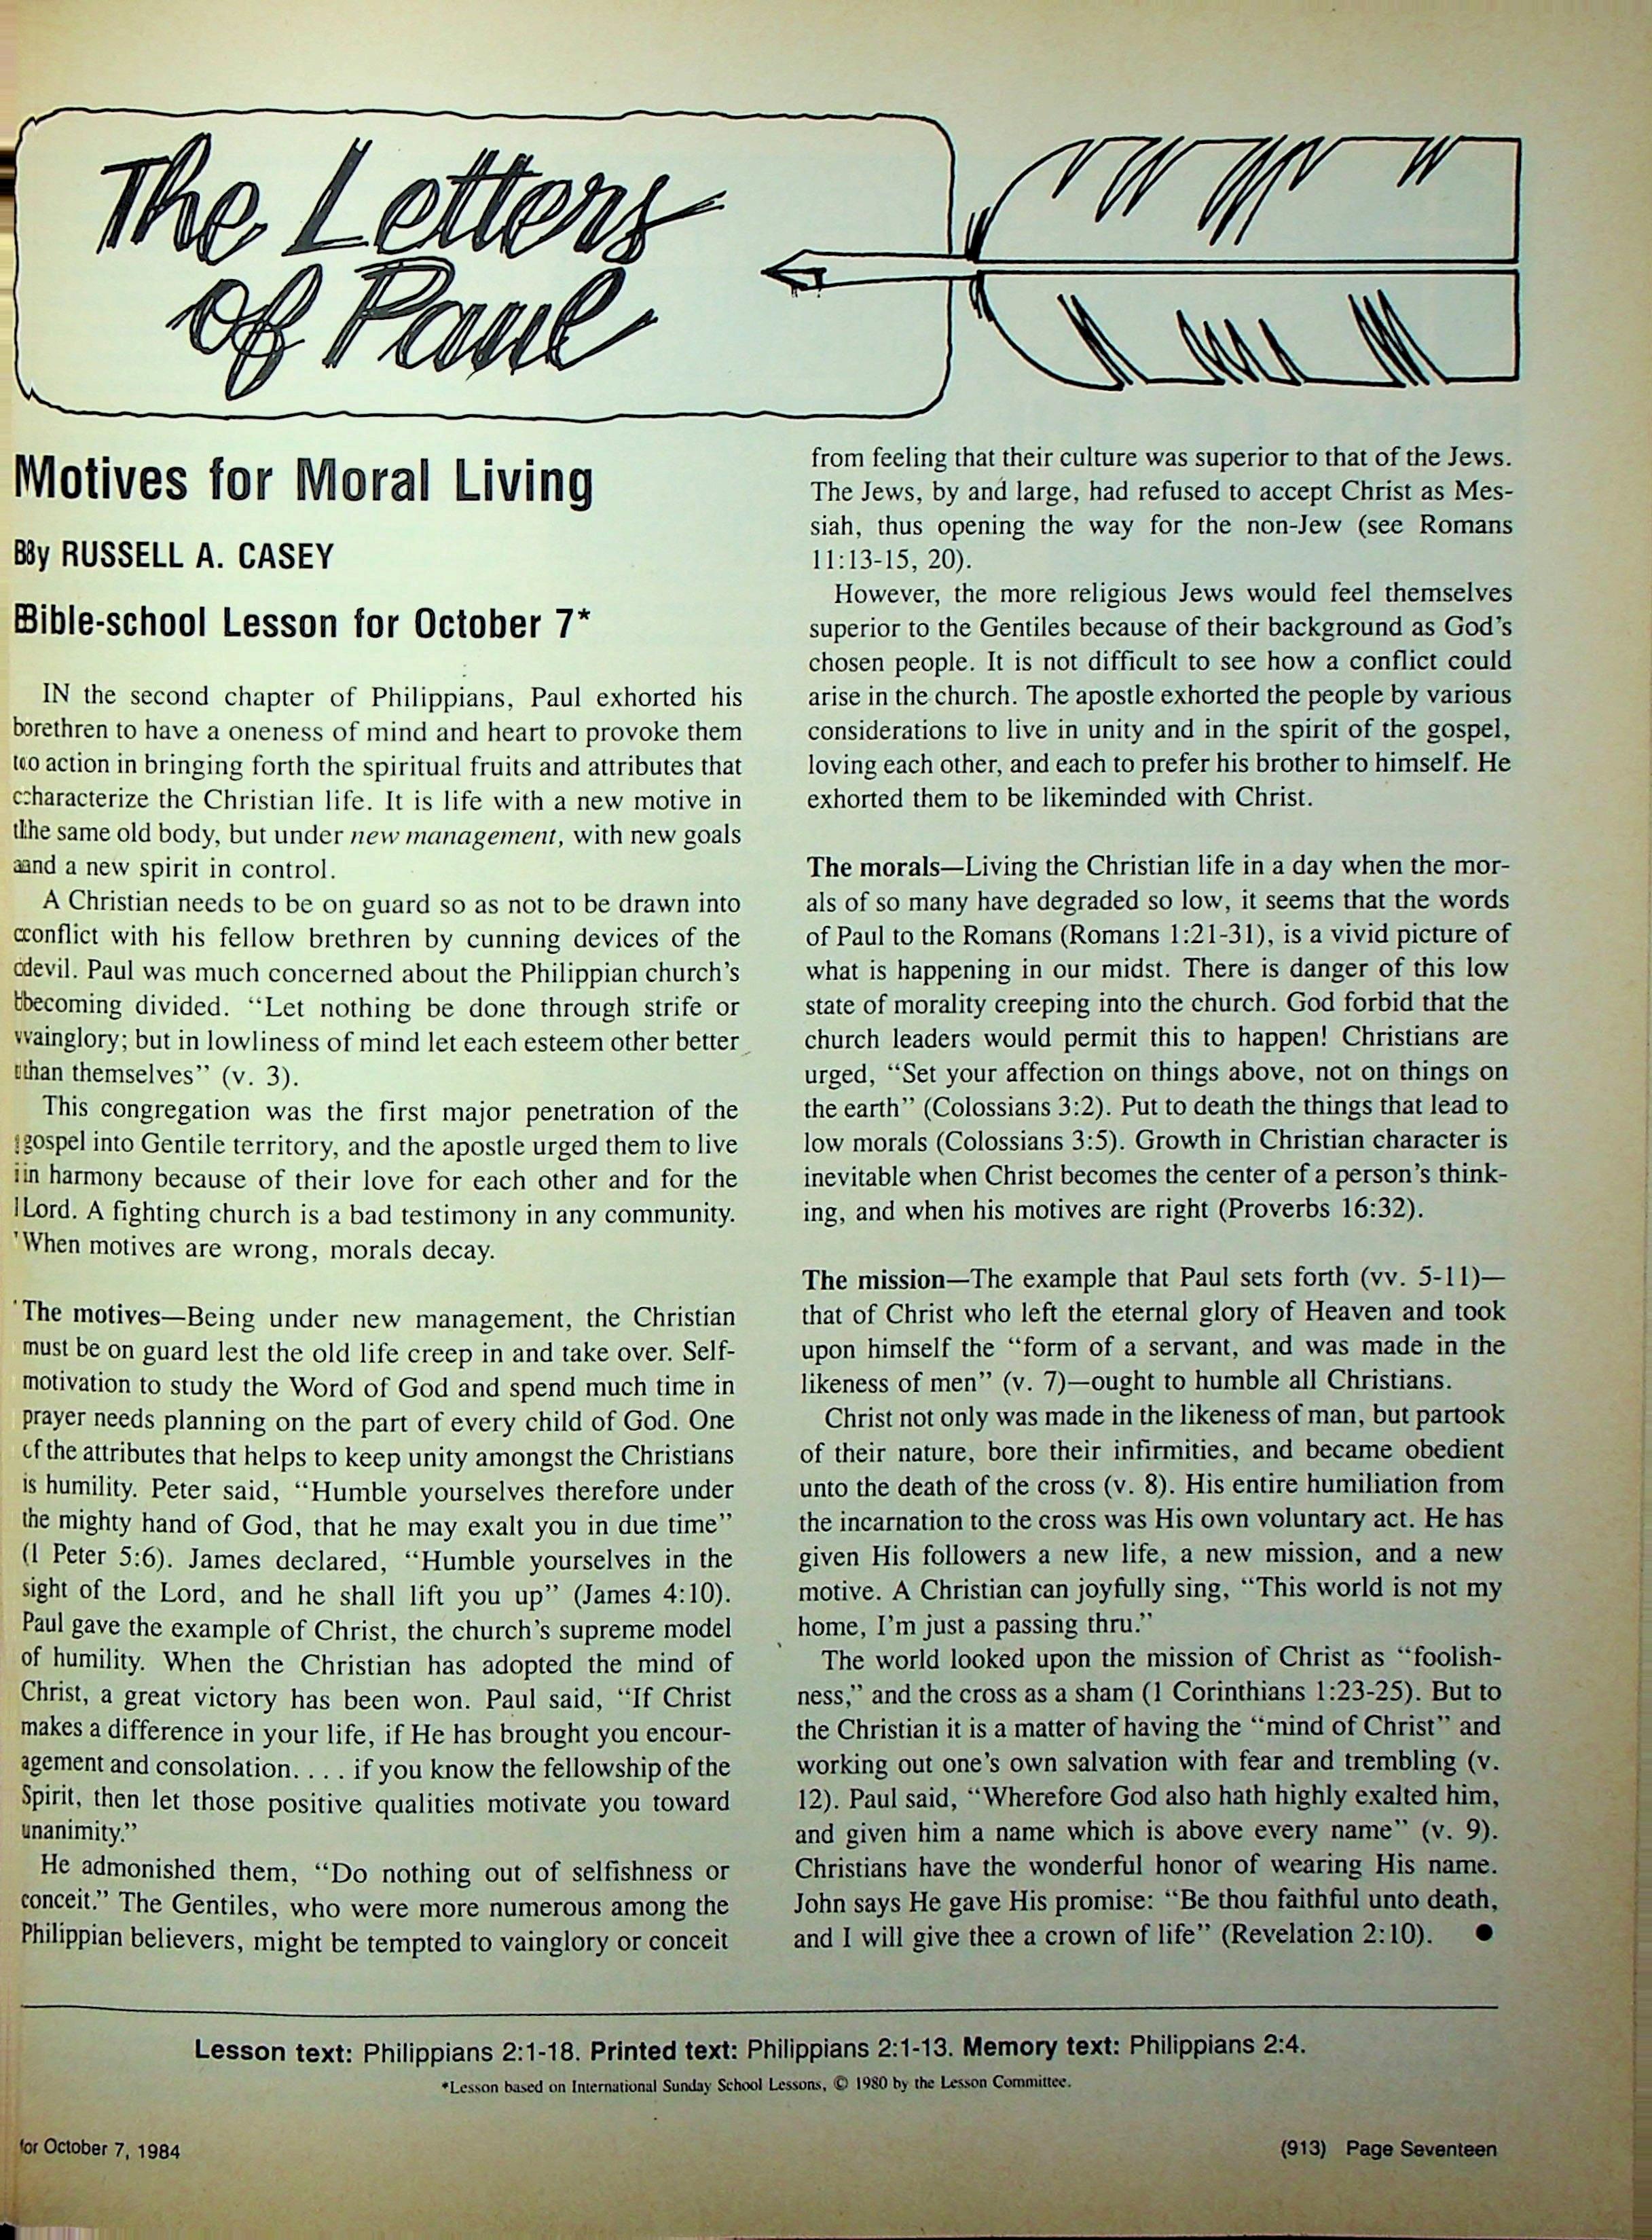 The Letters
of Paul
Motives for Moral Living
By RUSSELL A. CASEY
Bible-school Lesson for October 7*
IN the second chapter of Philippians, Paul exhorted his
brethren to have a oneness of mind and heart to provoke them
to action in bringing forth the spiritual fruits and attributes that
characterize the Christian life. It is life with a new motive in
the same old body, but under new management, with new goals
and a new spirit in control.
A Christian needs to be on guard so as not to be drawn into
conflict with his fellow brethren by cunning devices of the
devil. Paul was much concerned about the Philippian church's
becoming divided. “Let nothing be done through strife or
vainglory; but in lowliness of mind let each esteem other better
than themselves” (v. 3).
This congregation was the first major penetration of the
gospel into Gentile territory, and the apostle urged them to live
in harmony because of their love for each other and for the
Lord. A fighting church is a bad testimony in any community.
When motives are wrong, morals decay.
The motives—Being under new management, the Christian
must be on guard lest the old life creep in and take over. Self-
motivation to study the Word of God and spend much time in
prayer needs planning on the part of every child of God. One
of the attributes that helps to keep unity amongst the Christians
is humility. Peter said, “Humble yourselves therefore under
the mighty hand of God, that he may exalt you in due time”
(1 Peter 5:6). James declared, “Humble yourselves in the
sight of the Lord, and he shall lift you up” (James 4:10).
Paul gave the example of Christ, the church's supreme model
of humility. When the Christian has adopted the mind of
Christ, a great victory has been won. Paul said, “If Christ
makes a difference in your life, if He has brought you encour-
agement and consolation. . . . if you know the fellowship of the
Spirit, then let those positive qualities motivate you toward
unanimity.”
He admonished them, “Do nothing out of selfishness or
conceit.” The Gentiles, who were more numerous among the
Philippian believers, might be tempted to vainglory or conceit
from feeling that their culture was superior to that of the Jews.
The Jews, by and large, had refused to accept Christ as Mes-
siah, thus opening the way for the non-Jew (see Romans
11:13-15, 20).
However, the more religious Jews would feel themselves
superior to the Gentiles because of their background as God's
chosen people. It is not difficult to see how a conflict could
arise in the church. The apostle exhorted the people by various
considerations to live in unity and in the spirit of the gospel,
loving each other, and each to prefer his brother to himself. He
exhorted them to be likeminded with Christ.
The morals—Living the Christian life in a day when the mor-
als of so many have degraded so low, it seems that the words
of Paul to the Romans (Romans 1:21-31), is a vivid picture of
what is happening in our midst. There is danger of this low
state of morality creeping into the church. God forbid that the
church leaders would permit this to happen! Christians are
urged, “Set your affection on things above, not on things on
the earth” (Colossians 3:2). Put to death the things that lead to
low morals (Colossians 3:5). Growth in Christian character is
inevitable when Christ becomes the center of a person's think-
ing, and when his motives are right (Proverbs 16:32).
The mission—The example that Paul sets forth (vv. 5-11)—
that of Christ who left the eternal glory of Heaven and took
upon himself the “form of a servant, and was made in the
likeness of men” (v. 7)—ought to humble all Christians.
Christ not only was made in the likeness of man, but partook
of their nature, bore their infirmities, and became obedient
unto the death of the cross (v. 8). His entire humiliation from
the incarnation to the cross was His own voluntary act. He has
given His followers a new life, a new mission, and a new
motive. A Christian can joyfully sing, “This world is not my
home, I'm just a passing thru.”
The world looked upon the mission of Christ as “foolish-
ness,” and the cross as a sham (1 Corinthians 1:23-25). But to
the Christian it is a matter of having the “mind of Christ” and
working out one's own salvation with fear and trembling (v.
12). Paul said, “Wherefore God also hath highly exalted him,
and given him a name which is above every name” (v. 9).
Christians have the wonderful honor of wearing His name.
John says He gave His promise: “Be thou faithful unto death,
and I will give thee a crown of life” (Revelation 2:10). ●
Lesson text: Philippians 2:1-18. Printed text: Philippians 2:1-13. Memory text: Philippians 2:4.
*Lesson based on International Sunday School Lessons, © 1980 by the Lesson Committee.
for October 7, 1984
(913) Page Seventeen